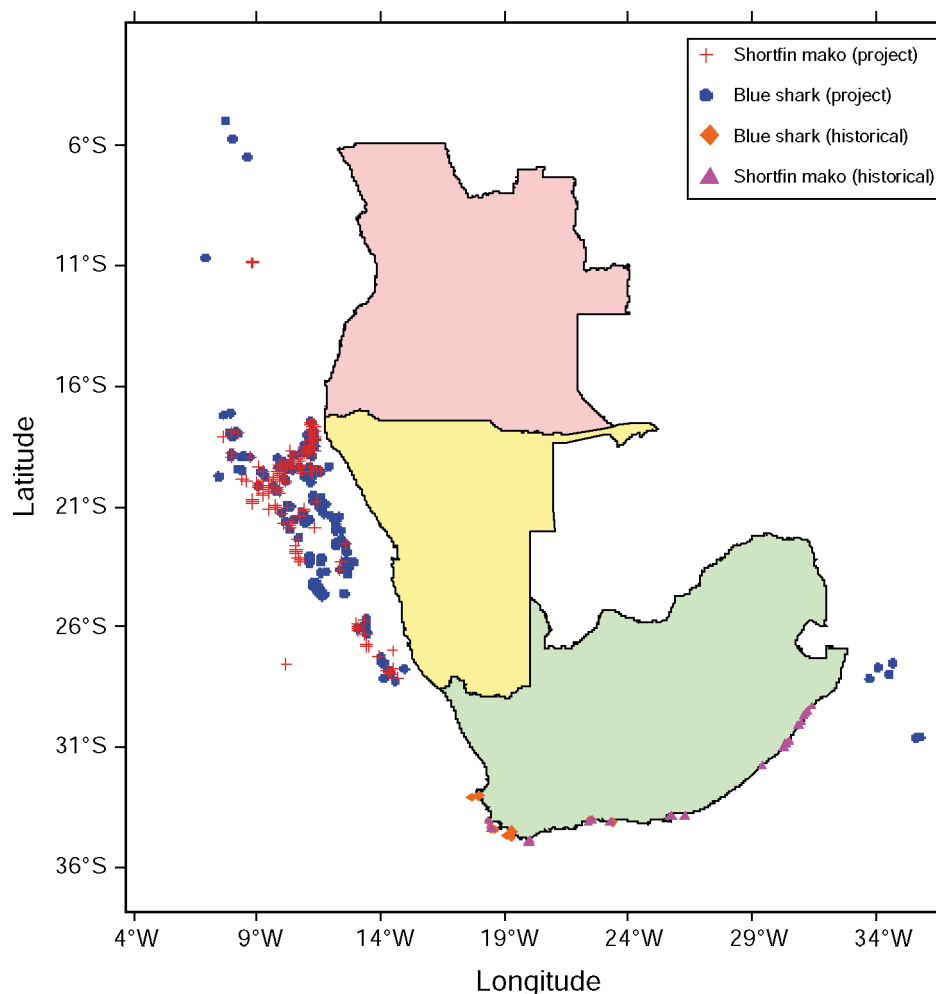 Shortfin mako (project)
Blue shark (project)
Blue shark (historical)
Shortfin mako (historical)
Latitude
6°S
11°S
16°S
21°S
26°S
31°S
36°S
4°W 9°W 14°W 19°W 24°W 29°W 34°W
Longitude